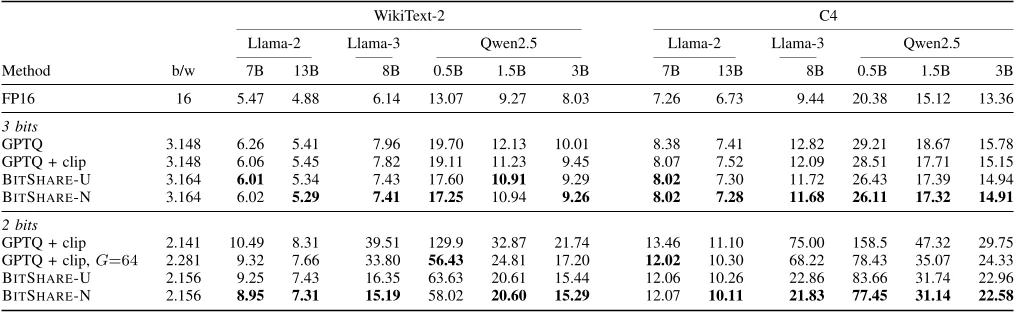 WikiText-2 C4
Llama-2 Llama-3 Qwen2.5 Llama-2 Llama-3 Qwen2.5
Method b/w 7B 13B 8B 0.5B 1.5B 3B 7B 13B 8B 0.5B 1.5B 3B
FP16 16 5.47 4.88 6.14 13.07 9.27 8.03 7.26 6.73 9.44 20.38 15.12 13.36
3 bits
GPTQ 3.148 6.26 5.41 7.96 19.70 12.13 10.01 8.38 7.41 12.82 29.21 18.67 15.78
GPTQ + clip 3.148 6.06 5.45 7.82 19.11 11.23 9.45 8.07 7.52 12.09 28.51 17.71 15.15
BITSHARE-U 3.164 6.01 5.34 7.43 17.60 10.91 9.29 8.02 7.30 11.72 26.43 17.39 14.94
BITSHARE-N 3.164 6.02 5.29 7.41 17.25 10.94 9.26 8.02 7.28 11.68 26.11 17.32 14.91
2 bits
GPTQ + clip 2.141 10.49 8.31 39.51 129.9 32.87 21.74 13.46 11.10 75.00 158.5 47.32 29.75
GPTQ + clip, G=64 2.281 9.32 7.66 33.80 56.43 24.81 17.20 12.02 10.30 68.22 78.43 35.07 24.33
BITSHARE-U 2.156 9.25 7.43 16.35 63.63 20.61 15.44 12.06 10.26 22.86 83.66 31.74 22.96
BITSHARE-N 2.156 8.95 7.31 15.19 58.02 20.60 15.29 12.07 10.11 21.83 77.45 31.14 22.58